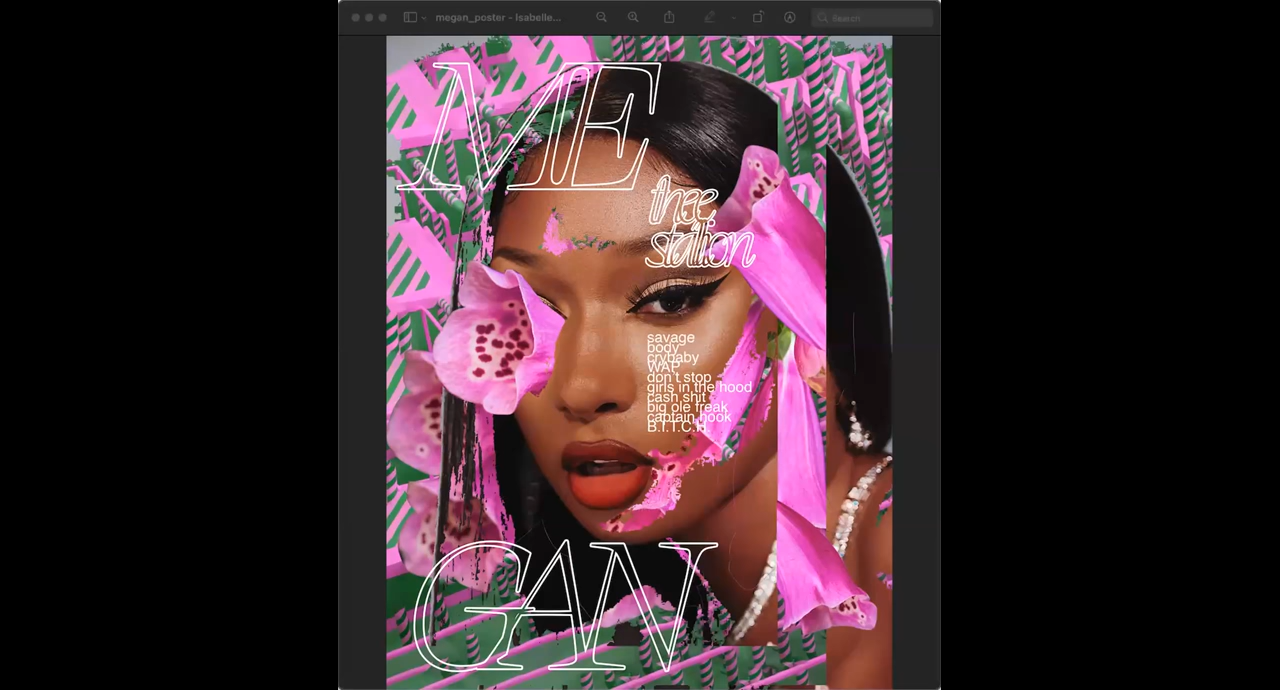 megan_poster - Isabelle...
Search
ME
thee
stallion
savage
body
crybaby
WAP
don't stop
girls in the hood
cash shit
big ole freak
captain hook
B.I.T.C.H.
GAN